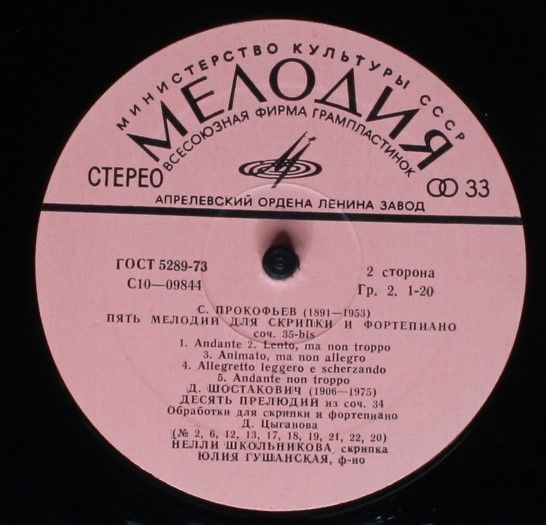 МИНИСТЕРСТВО КУЛЬТУРЫ СССР
МЕЛОДИЯ
ВСЕСОЮЗНАЯ ФИРМА ГРАМПЛАСТИНОК
СТЕРЕО
33
АПРЕЛЕВСКИЙ ОРДЕНА ЛЕНИНА ЗАВОД
ГОСТ 5289-73
2 сторона
С10—09844
Гр. 2. 1-20
С. ПРОКОФЬЕВ (1891—1953)
ПЯТЬ МЕЛОДИЙ ДЛЯ СКРИПКИ И ФОРТЕПИАНО
соч. 35-bis
1. Andante 2. Lento, ma non troppo
3. Animato, ma non allegro
4. Allegretto leggero e scherzando
5. Andante non troppo
Д. ШОСТАКОВИЧ (1906—1975)
ДЕСЯТЬ ПРЕЛЮДИЙ из соч. 34
Обработки для скрипки и фортепиано
Д. Цыганова
(№ 2, 6, 12, 13, 17, 18, 19, 21, 22, 20)
НЕЛЛИ ШКОЛЬНИКОВА, скрипка
ЮЛИЯ ГУШАНСКАЯ, ф-но